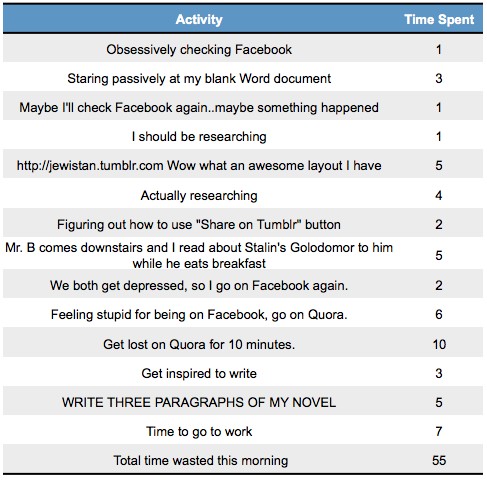 Activity Time Spent
Obsessively checking Facebook 1
Staring passively at my blank Word document 3
Maybe I'll check Facebook again..maybe something happened 1
I should be researching 1
http://jewistan.tumblr.com Wow what an awesome layout I have 5
Actually researching 4
Figuring out how to use "Share on Tumblr" button 2
Mr. B comes downstairs and I read about Stalin's Golodomor to him
while he eats breakfast 5
We both get depressed, so I go on Facebook again. 2
Feeling stupid for being on Facebook, go on Quora. 6
Get lost on Quora for 10 minutes. 10
Get inspired to write 3
WRITE THREE PARAGRAPHS OF MY NOVEL 5
Time to go to work 7
Total time wasted this morning 55